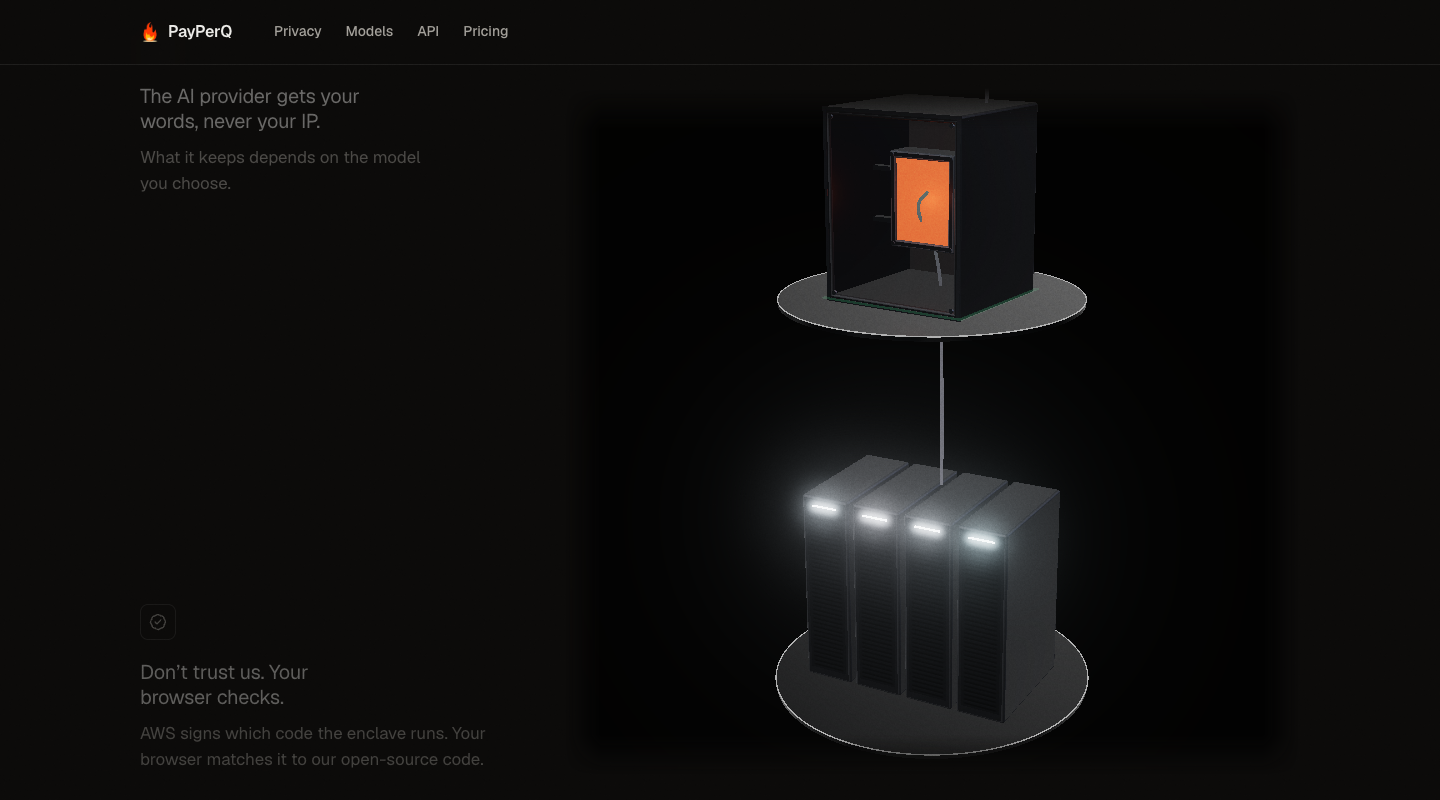 PayPerQ
Privacy
Models
API
Pricing
The AI provider gets your
words, never your IP.
What it keeps depends on the model
you choose.
Don’t trust us. Your
browser checks.
AWS signs which code the enclave runs. Your
browser matches it to our open-source code.